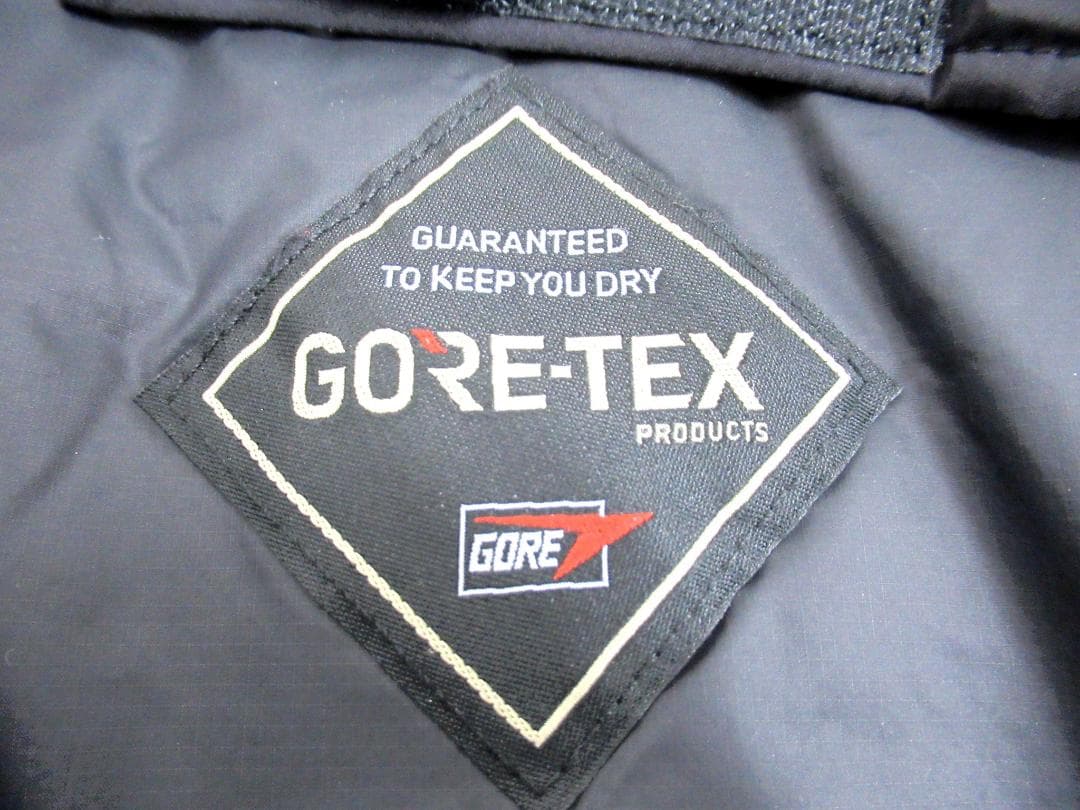 GUARANTEED
TO KEEP YOU DRY
GORE-TEX
PRODUCTS
GORE